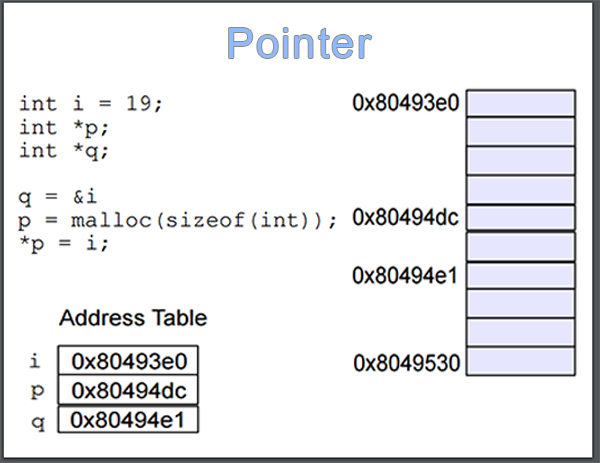 Pointer
int i = 19;
int *p;
int *q;
q = &i
p = malloc(sizeof(int));
*p = i;
0x80493e0
0x80494dc
0x80494e1
0x8049530
Address Table
i 0x80493e0
p 0x80494dc
q 0x80494e1